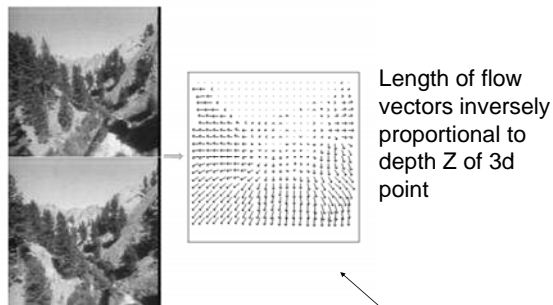 Length of flow
vectors inversely
proportional to
depth Z of 3d
point